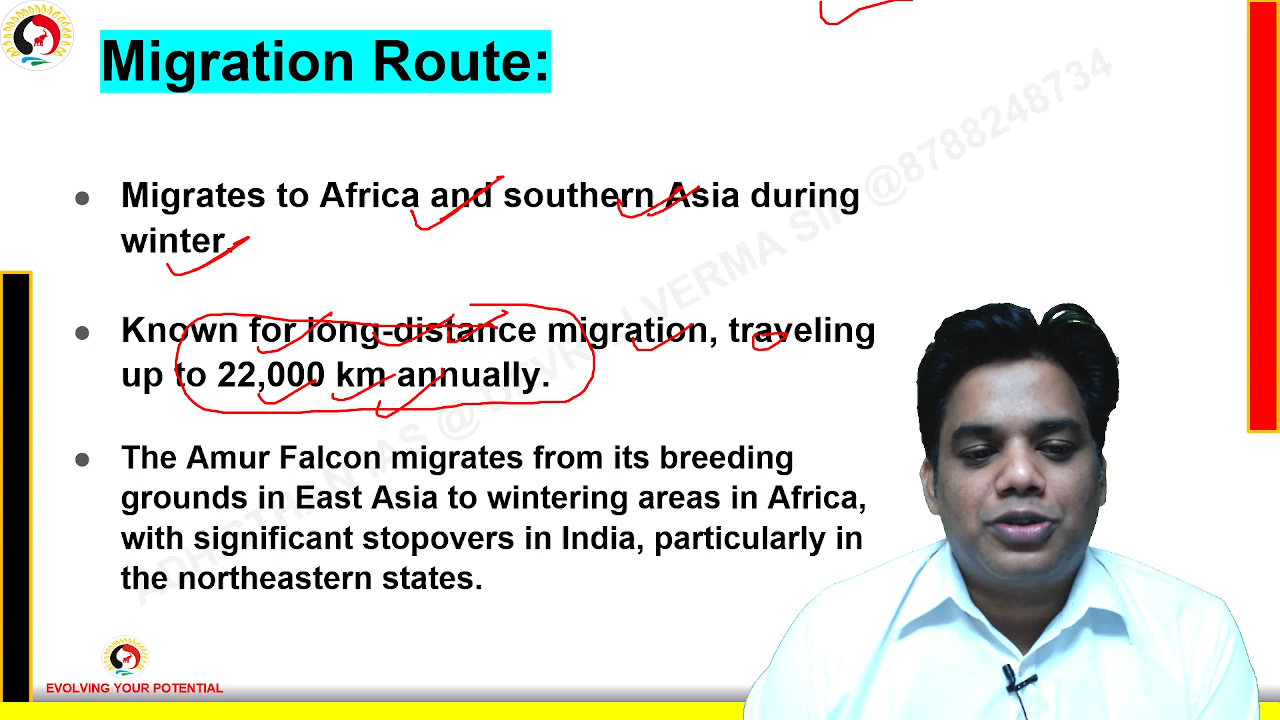 Migration Route:
Migrates to Africa and southern Asia during
winter.
Known for long-distance migration, traveling
up to 22,000 km annually.
The Amur Falcon migrates from its breeding
grounds in East Asia to wintering areas in Africa,
with significant stopovers in India, particularly in
the northeastern states.
EVOLVING YOUR POTENTIAL